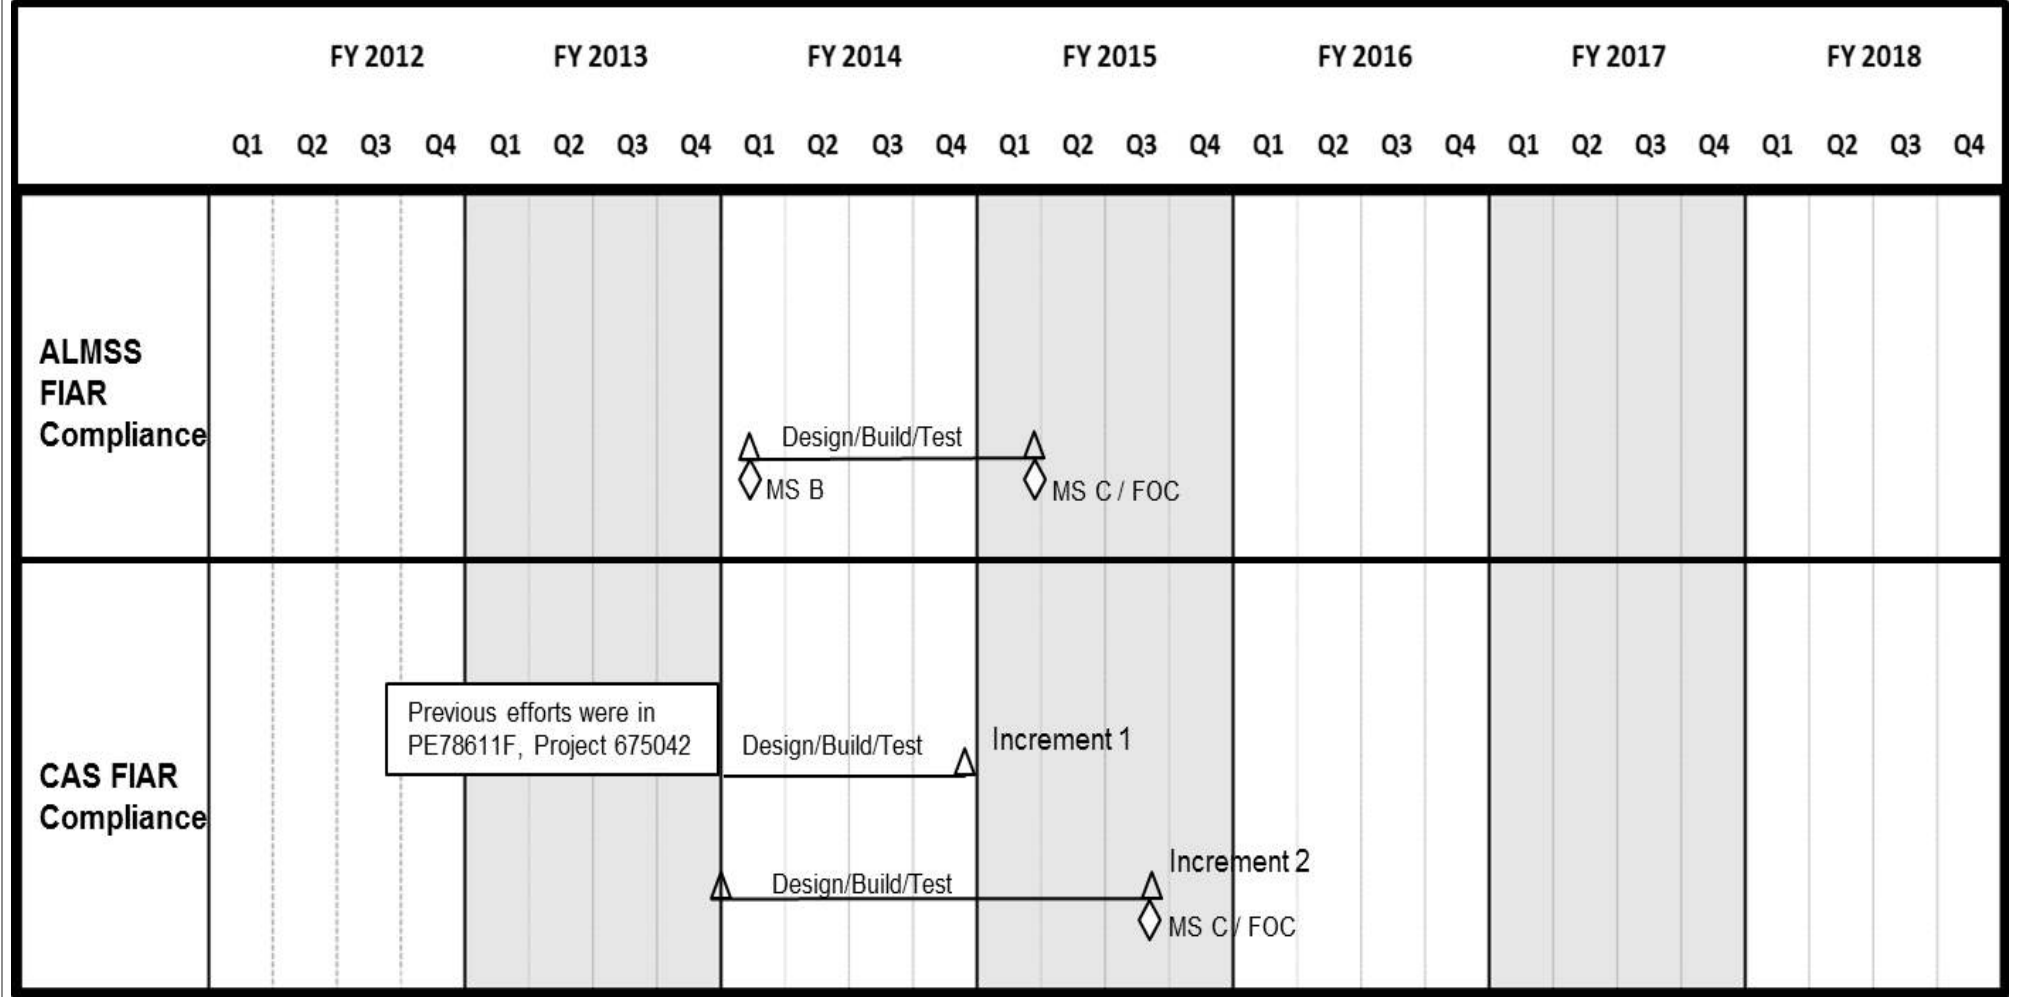 FY 2012 FY 2013 FY 2014 FY 2015 FY 2016 FY 2017 FY 2018
Q1 Q2 Q3 Q4 Q1 Q2 Q3 Q4 Q1 Q2 Q3 Q4 Q1 Q2 Q3 Q4 Q1 Q2 Q3 Q4 Q1 Q2 Q3 Q4 Q1 Q2 Q3 Q4
ALMSS
FIAR
Compliance
Design/Build/Test
MS B
MS C / FOC
CAS FIAR
Compliance
Previous efforts were in
PE78611F, Project 675042
Design/Build/Test
Increment 1
Design/Build/Test
Increment 2
MS C / FOC